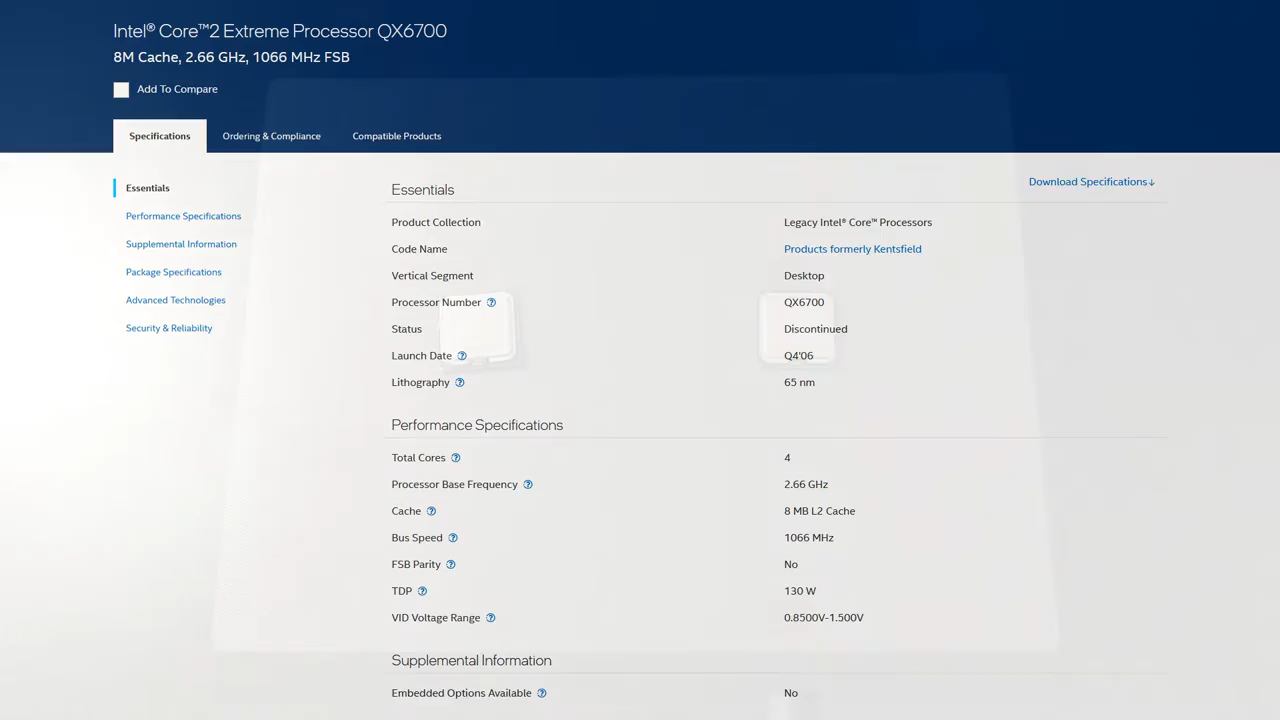 Intel® Core™2 Extreme Processor QX6700
8M Cache, 2.66 GHz, 1066 MHz FSB
Add To Compare
Specifications
Ordering & Compliance
Compatible Products
Essentials
Performance Specifications
Supplemental Information
Package Specifications
Advanced Technologies
Security & Reliability
Essentials
Download Specifications↓
Product Collection Legacy Intel® Core™ Processors
Code Name Products formerly Kentsfield
Vertical Segment Desktop
Processor Number ? QX6700
Status Discontinued
Launch Date ? Q4'06
Lithography ? 65 nm
Performance Specifications
Total Cores ? 4
Processor Base Frequency ? 2.66 GHz
Cache ? 8 MB L2 Cache
Bus Speed ? 1066 MHz
FSB Parity ? No
TDP ? 130 W
VID Voltage Range ? 0.8500V-1.500V
Supplemental Information
Embedded Options Available ? No